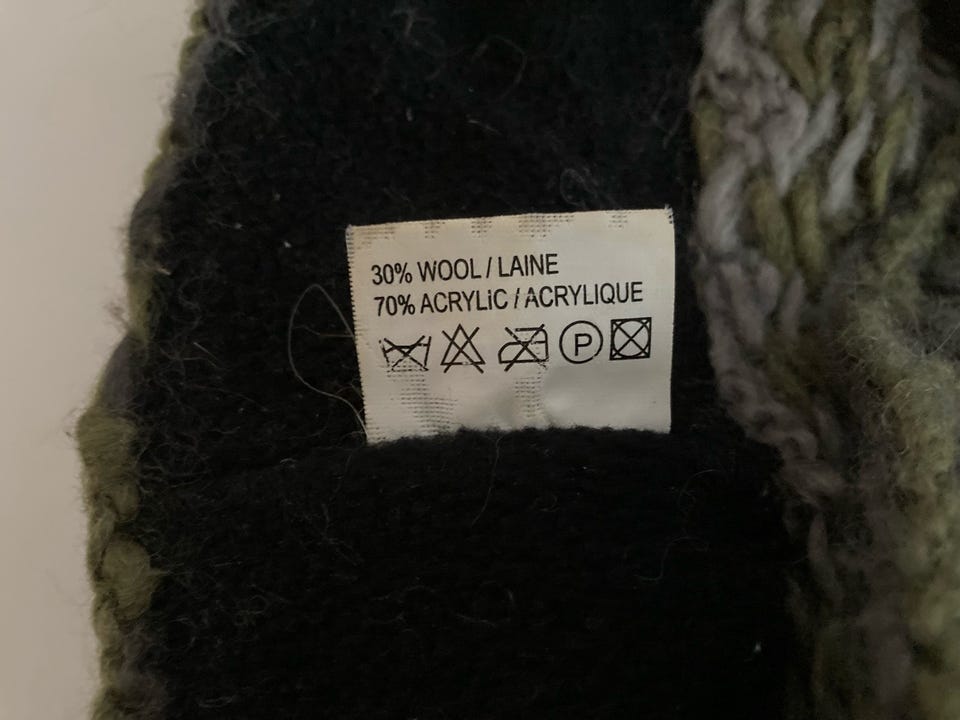 30% WOOL / LAINE
70% ACRYLiC / ACRYLIQUE
P